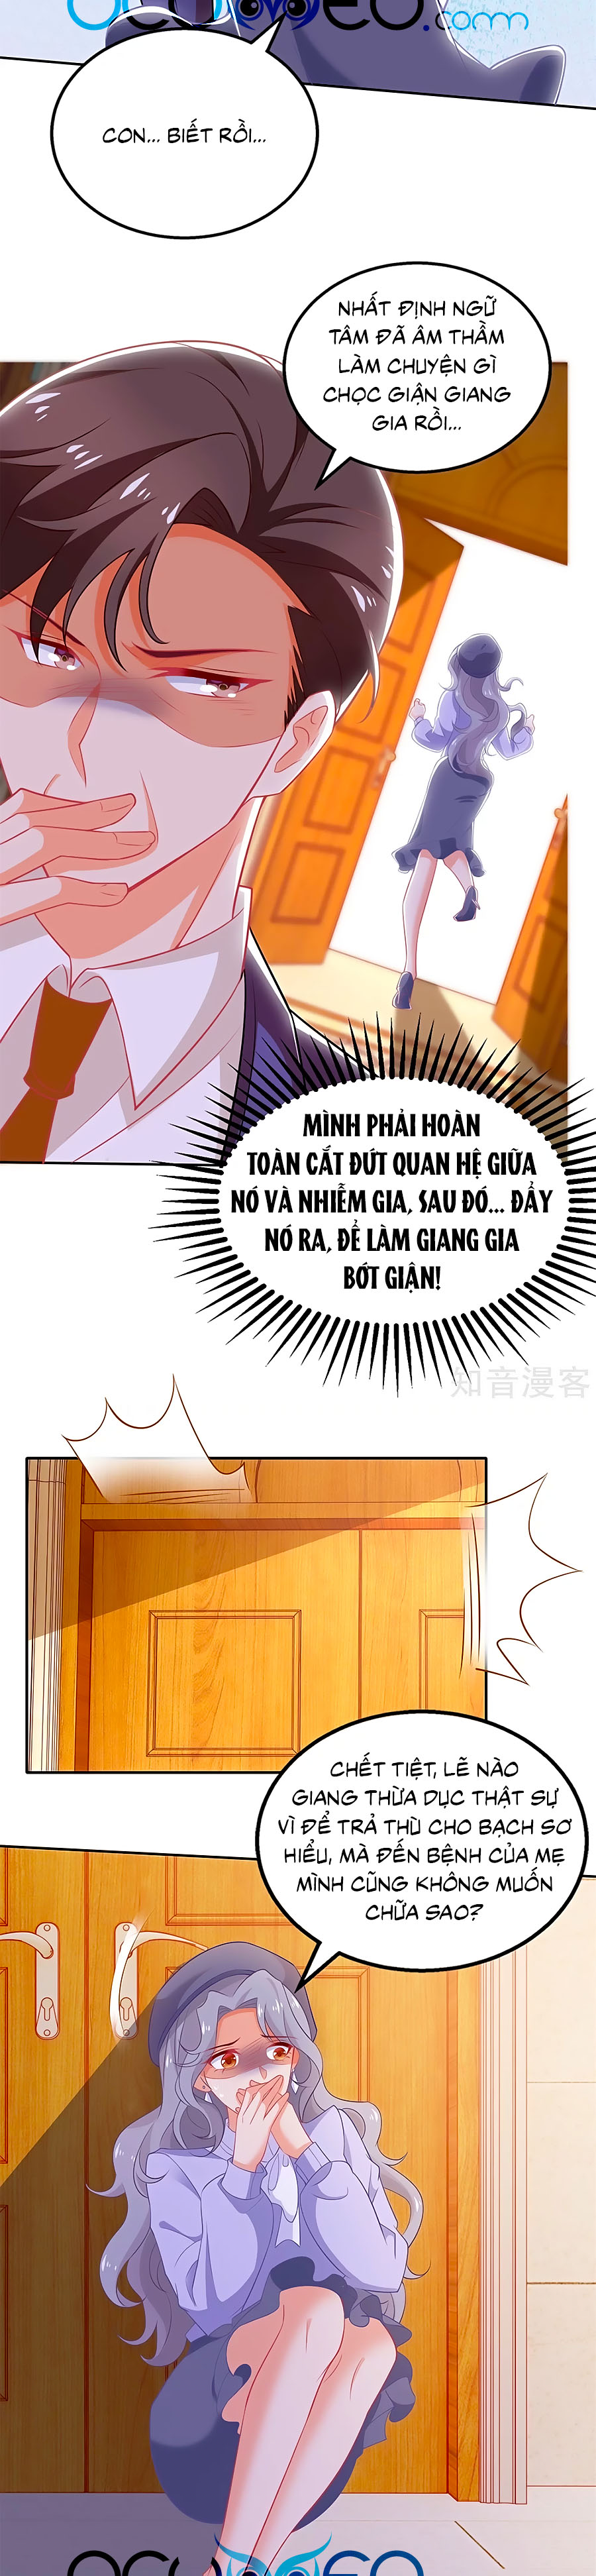 OCOMEO.com
CON... BIẾT RỒI...
NHẤT ĐỊNH NGỮ
TÂM ĐÃ ÂM THẦM
LÀM CHUYỆN GÌ
CHỌC GIẬN GIANG
GIA RỒI...
MÌNH PHẢI HOÀN
TOÀN CẮT ĐỨT QUAN HỆ GIỮA
NÓ VÀ NHIỄM GIA, SAU ĐÓ... ĐẨY
NÓ RA, ĐỂ LÀM GIANG GIA
BỚT GIẬN!
知音漫客
CHẾT TIỆT, LẼ NÀO
GIANG THỪA DỤC THẬT SỰ
VÌ ĐỂ TRẢ THÙ CHO BẠCH SƠ
HIỂU, MÀ ĐẾN BỆNH CỦA MẸ
MÌNH CŨNG KHÔNG MUỐN
CHỮA SAO?